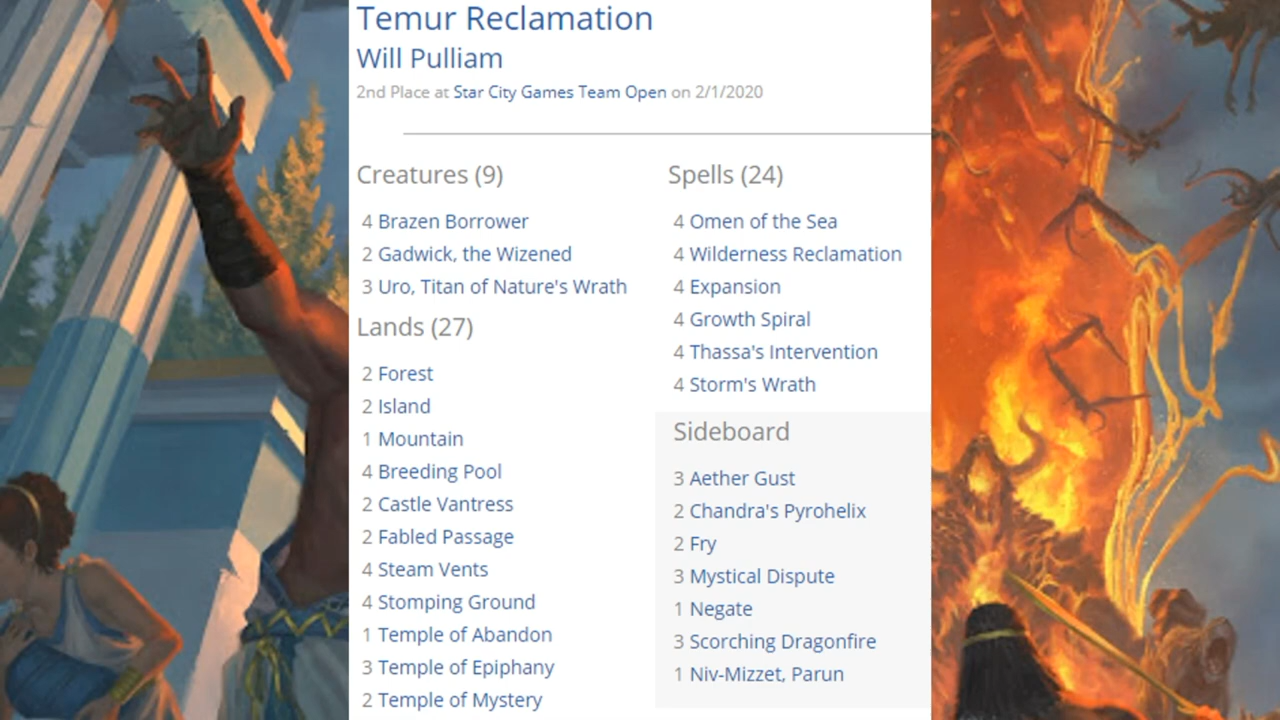 Temur Reclamation
Will Pulliam
2nd Place at Star City Games Team Open on 2/1/2020
Creatures (9)
4 Brazen Borrower
2 Gadwick, the Wizened
3 Uro, Titan of Nature's Wrath
Lands (27)
2 Forest
2 Island
1 Mountain
4 Breeding Pool
2 Castle Vantress
2 Fabled Passage
4 Steam Vents
4 Stomping Ground
1 Temple of Abandon
3 Temple of Epiphany
2 Temple of Mystery
Spells (24)
4 Omen of the Sea
4 Wilderness Reclamation
4 Expansion
4 Growth Spiral
4 Thassa's Intervention
4 Storm's Wrath
Sideboard
3 Aether Gust
2 Chandra's Pyrohelix
2 Fry
3 Mystical Dispute
1 Negate
3 Scorching Dragonfire
1 Niv-Mizzet, Parun